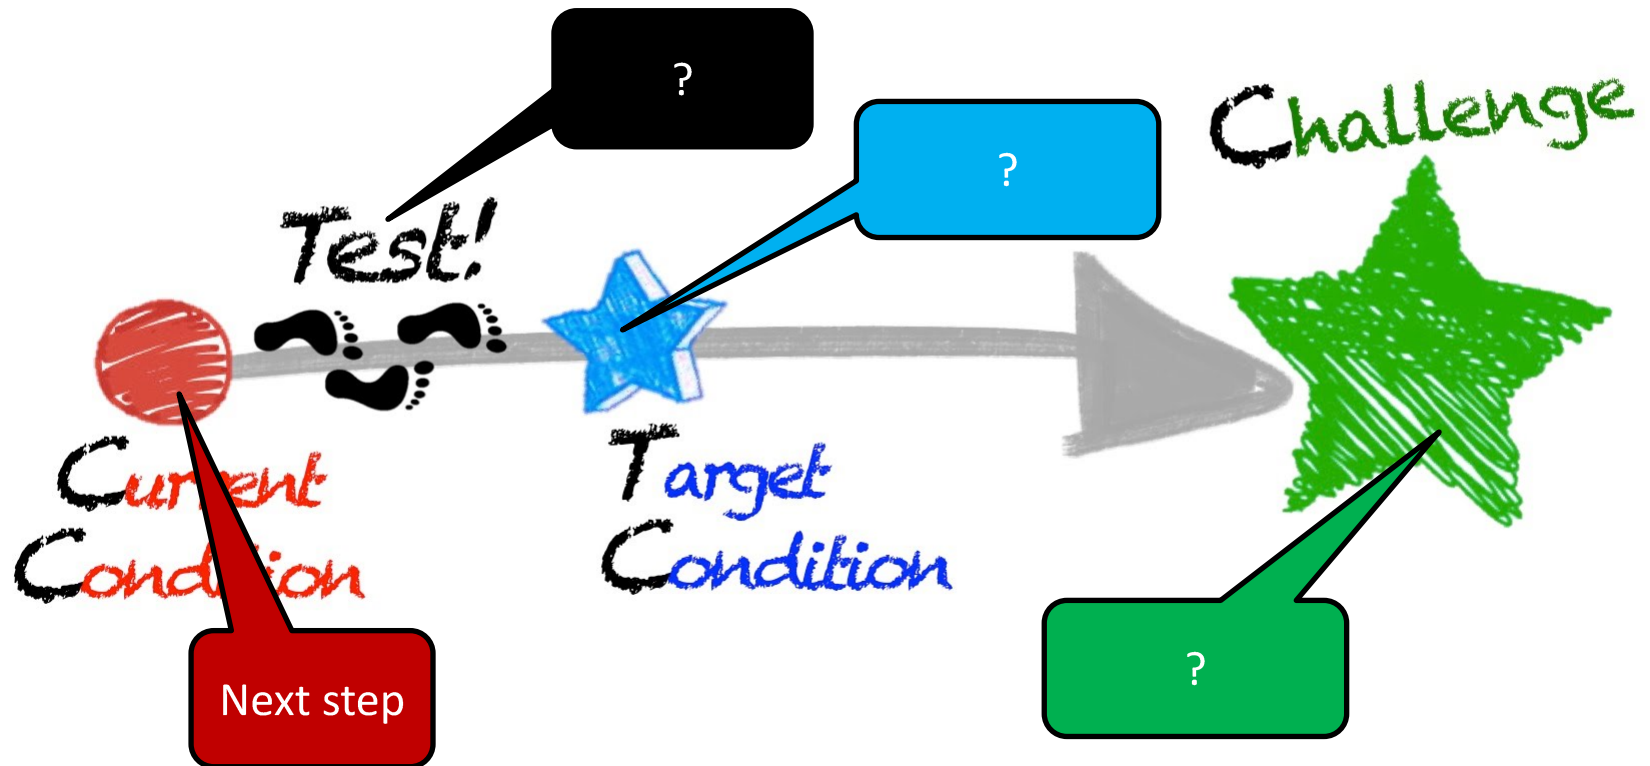 ?
?
Challenge
Test!
Current
Condition
Target
Condition
Next step
?